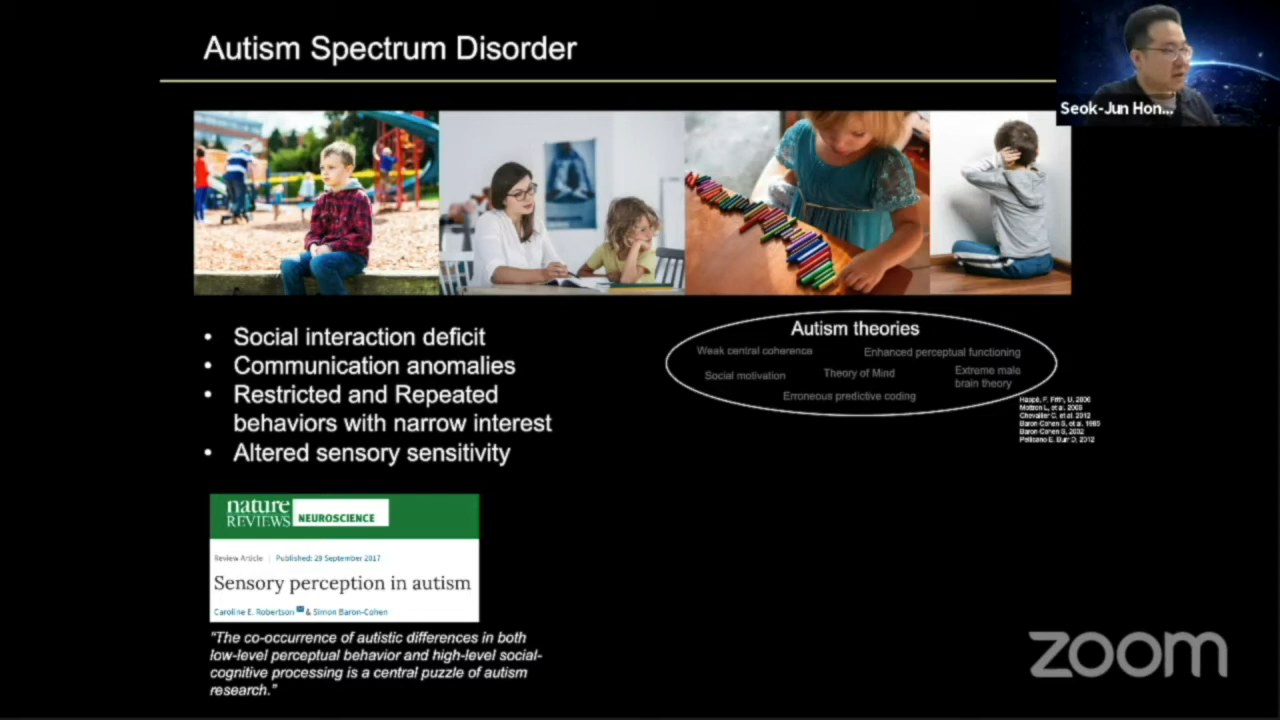 Autism Spectrum Disorder
Seok-Jun Hon...
• Social interaction deficit
• Communication anomalies
• Restricted and Repeated
behaviors with narrow interest
• Altered sensory sensitivity
Autism theories
Weak central coherence
Enhanced perceptual functioning
Social motivation
Theory of Mind
Extreme male
brain theory
Erroneous predictive coding
Happé, F. Frith, U, 2006
Mottron L, et al. 2006
Chevallier C, et al. 2012
Baron-Cohen S, et al. 1985
Baron-Cohen S, 2002
Pellicano E. Burr D, 2012
nature
REVIEWS NEUROSCIENCE
Review Article | Published: 29 September 2017
Sensory perception in autism
Caroline E. Robertson & Simon Baron-Cohen
"The co-occurrence of autistic differences in both
low-level perceptual behavior and high-level social-
cognitive processing is a central puzzle of autism
research."
zoom